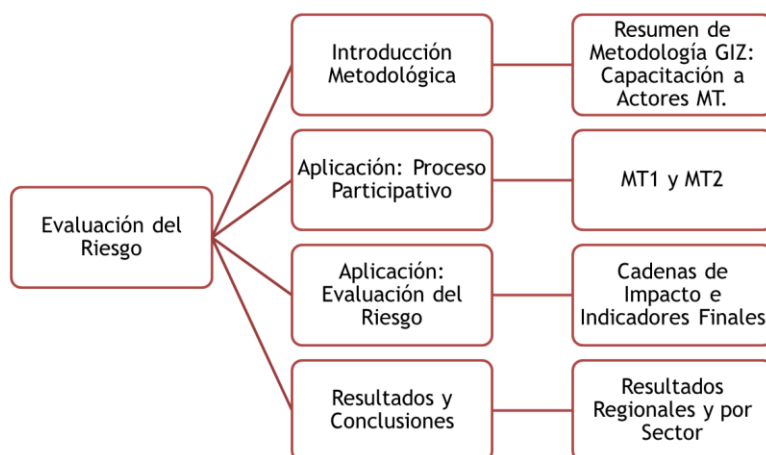 Evaluación del
Riesgo
Introducción
Metodológica
Resumen de
Metodología GIZ:
Capacitación a
Actores MT.
Aplicación: Proceso
Participativo
MT1 y MT2
Aplicación:
Evaluación del
Riesgo
Cadenas de
Impacto e
Indicadores Finales
Resultados y
Conclusiones
Resultados
Regionales y por
Sector